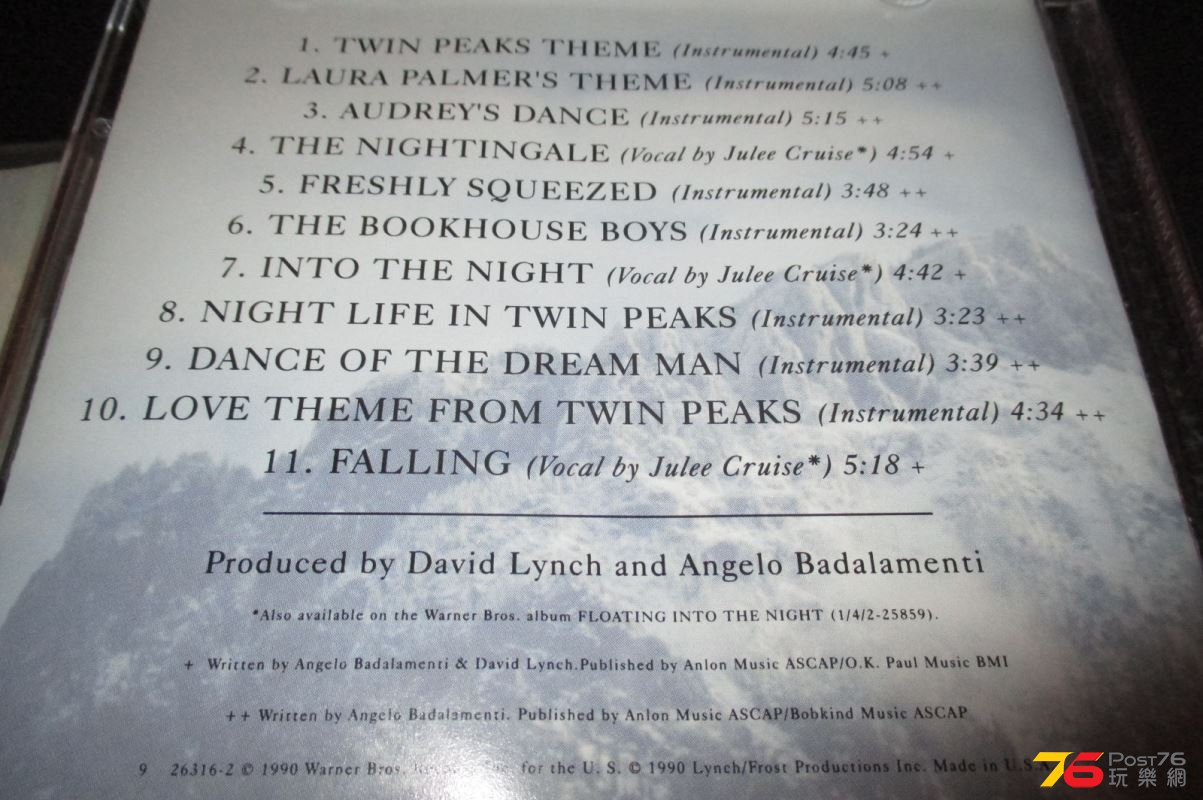 1. TWIN PEAKS THEME (Instrumental) 4:45 +
2. LAURA PALMER'S THEME (Instrumental) 5:08 ++
3. AUDREY'S DANCE (Instrumental) 5:15 ++
4. THE NIGHTINGALE (Vocal by Julee Cruise*) 4:54 +
5. FRESHLY SQUEEZED (Instrumental) 3:48 ++
6. THE BOOKHOUSE BOYS (Instrumental) 3:24 ++
7. INTO THE NIGHT (Vocal by Julee Cruise*) 4:42 +
8. NIGHT LIFE IN TWIN PEAKS (Instrumental) 3:23 ++
9. DANCE OF THE DREAM MAN (Instrumental) 3:39 ++
10. LOVE THEME FROM TWIN PEAKS (Instrumental) 4:34 ++
11. FALLING (Vocal by Julee Cruise*) 5:18 +
Produced by David Lynch and Angelo Badalamenti
*Also available on the Warner Bros. album FLOATING INTO THE NIGHT (1/4/2-25859).
+ Written by Angelo Badalamenti & David Lynch.Published by Anlon Music ASCAP/O.K. Paul Music BMI
++ Written by Angelo Badalamenti. Published by Anlon Music ASCAP/Bobkind Music ASCAP
9 26316-2 © 1990 Warner Bros. for the U. S. © 1990 Lynch/Frost Productions Inc. Made in U.S.A
76 Post76
玩樂網